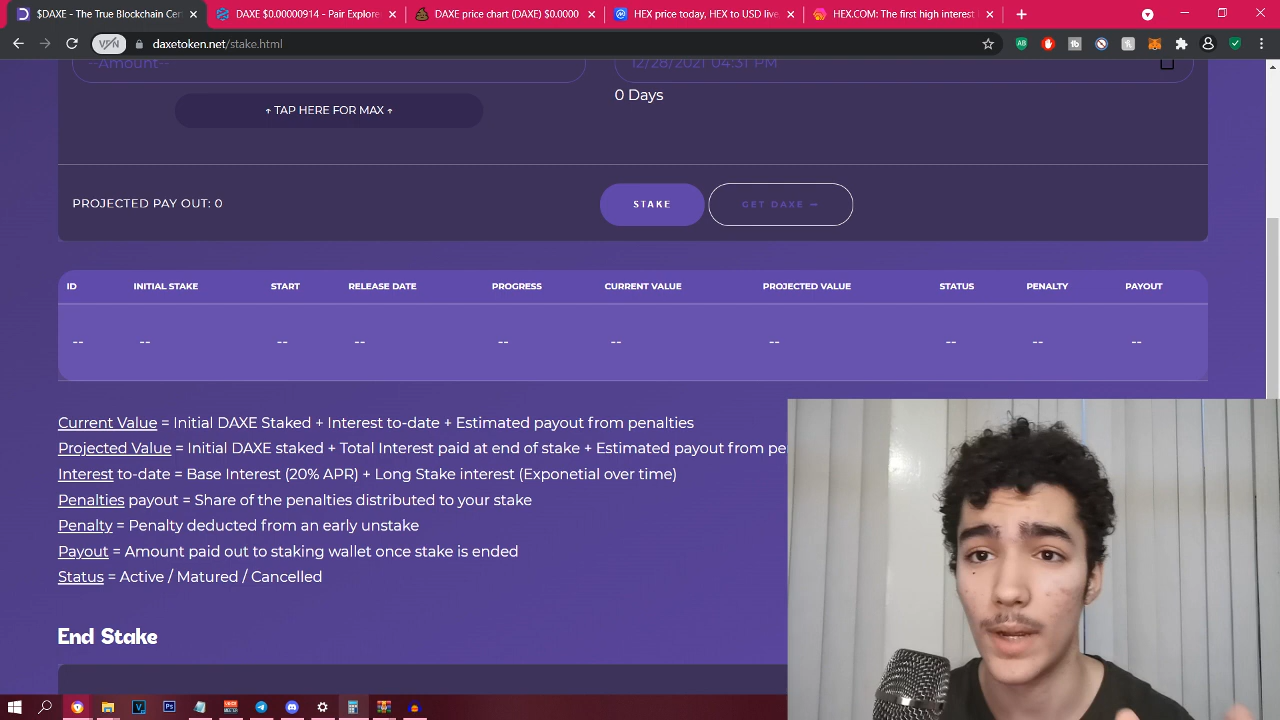 $DAXE - The True Blockchain Cer
DAXE $0.00000914 - Pair Explore
DAXE price chart (DAXE) $0.0000
HEX price today, HEX to USD live
HEX.COM: The first high interest
VPN
daxetoken.net/stake.html
--Amount--
12/28/2021 04:31 PM
↑ TAP HERE FOR MAX ↑
0 Days
PROJECTED PAY OUT: 0
STAKE
GET DAXE
ID INITIAL STAKE START RELEASE DATE PROGRESS CURRENT VALUE PROJECTED VALUE STATUS PENALTY PAYOUT
-- -- -- -- -- -- -- -- -- --
Current Value = Initial DAXE Staked + Interest to-date + Estimated payout from penalties
Projected Value = Initial DAXE staked + Total Interest paid at end of stake + Estimated payout from pe
Interest to-date = Base Interest (20% APR) + Long Stake interest (Exponetial over time)
Penalties payout = Share of the penalties distributed to your stake
Penalty = Penalty deducted from an early unstake
Payout = Amount paid out to staking wallet once stake is ended
Status = Active / Matured / Cancelled
End Stake